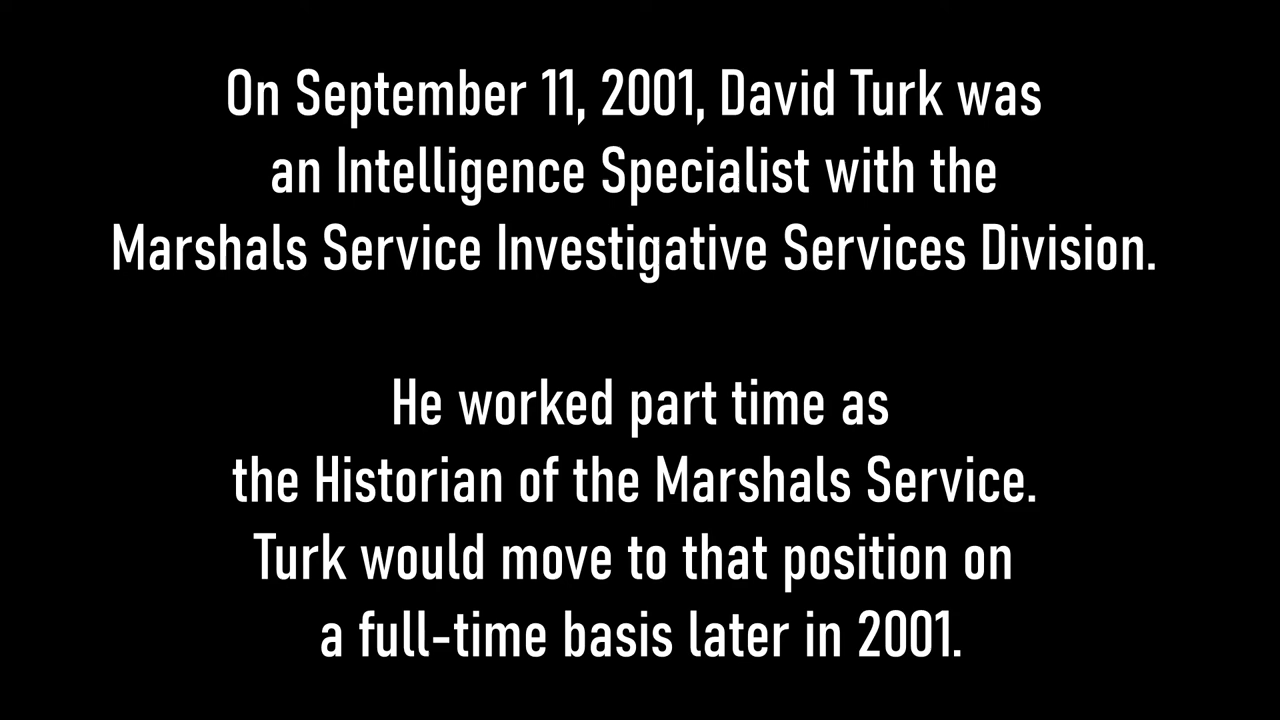 On September 11, 2001, David Turk was
an Intelligence Specialist with the
Marshals Service Investigative Services Division.
He worked part time as
the Historian of the Marshals Service.
Turk would move to that position on
a full-time basis later in 2001.